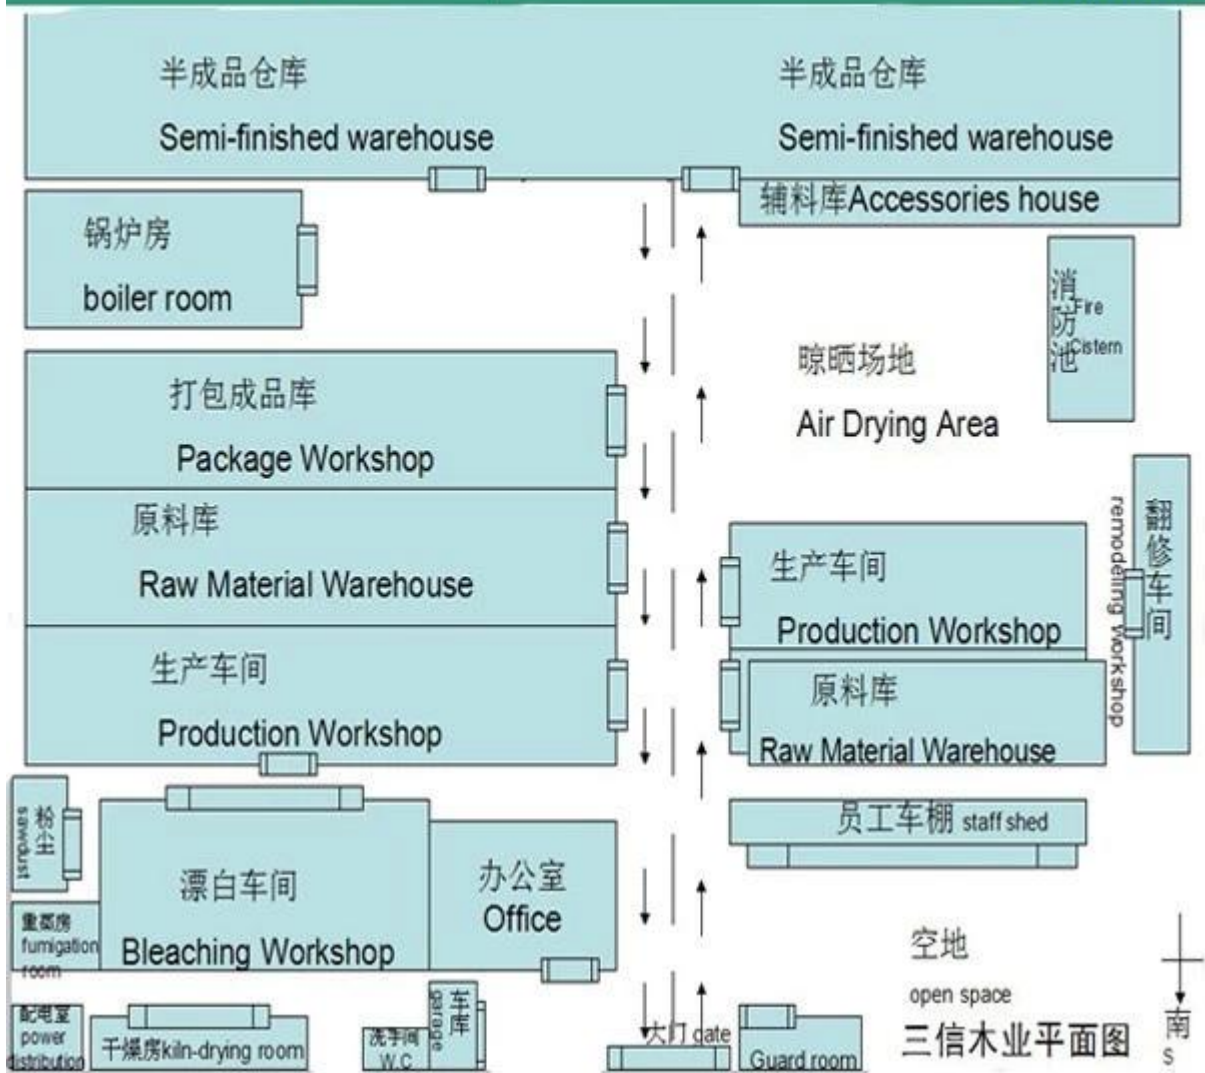 半成品仓库
Semi-finished warehouse
半成品仓库
Semi-finished warehouse
辅料库Accessories house
锅炉房
boiler room
消防池
Fire
Cistern
晾晒场地
Air Drying Area
打包成品库
Package Workshop
原料库
Raw Material Warehouse
生产车间
Production Workshop
生产车间
Production Workshop
原料库
Raw Material Warehouse
翻修车间
remodeling workshop
员工车棚 staff shed
粉尘
sawdust
漂白车间
Bleaching Workshop
办公室
Office
fumigation
room
空地
open space
配电室
power
distribution
干燥房kiln-drying room
洗手间
W.C
车库
garage
大门 gate
Guard room
三信木业平面图
南
S